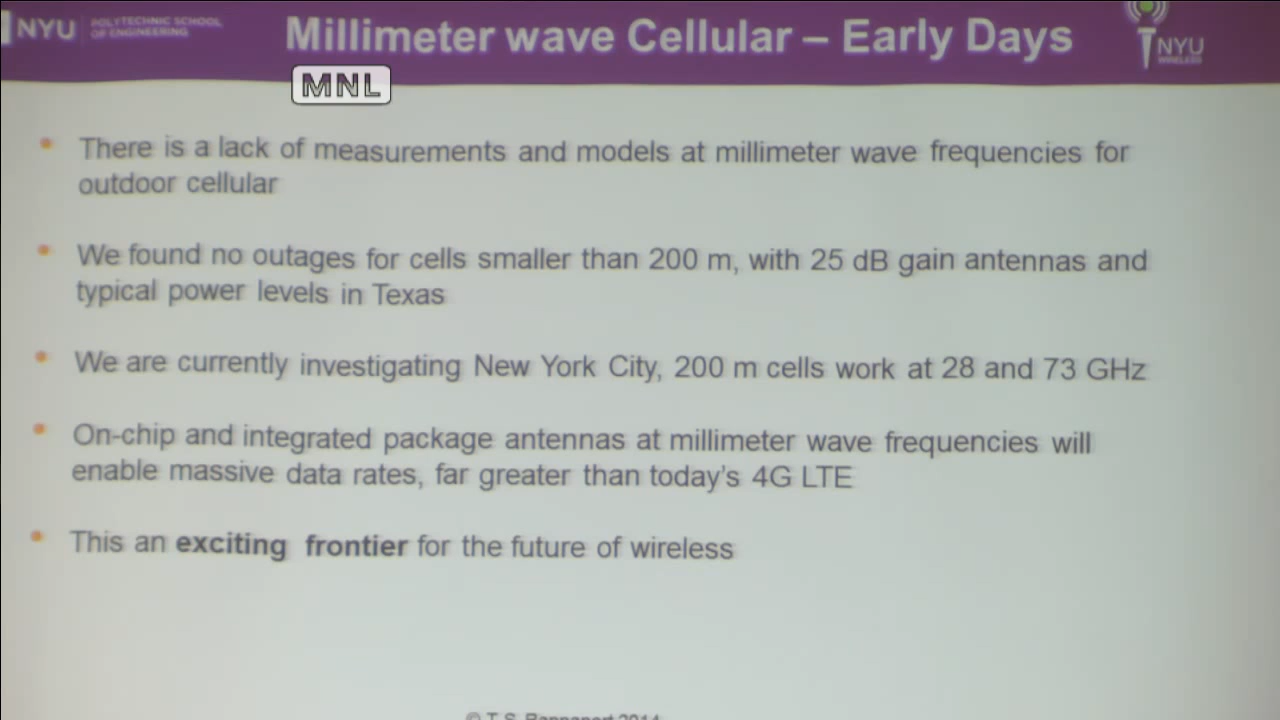 NYU POLYTECHNIC SCHOOL
OF ENGINEERING
Millimeter wave Cellular – Early Days
NYU
WIRELESS
MNL
• There is a lack of measurements and models at millimeter wave frequencies for
outdoor cellular
• We found no outages for cells smaller than 200 m, with 25 dB gain antennas and
typical power levels in Texas
• We are currently investigating New York City, 200 m cells work at 28 and 73 GHz
• On-chip and integrated package antennas at millimeter wave frequencies will
enable massive data rates, far greater than today's 4G LTE
• This an exciting frontier for the future of wireless
© T.S. Rappaport 2014